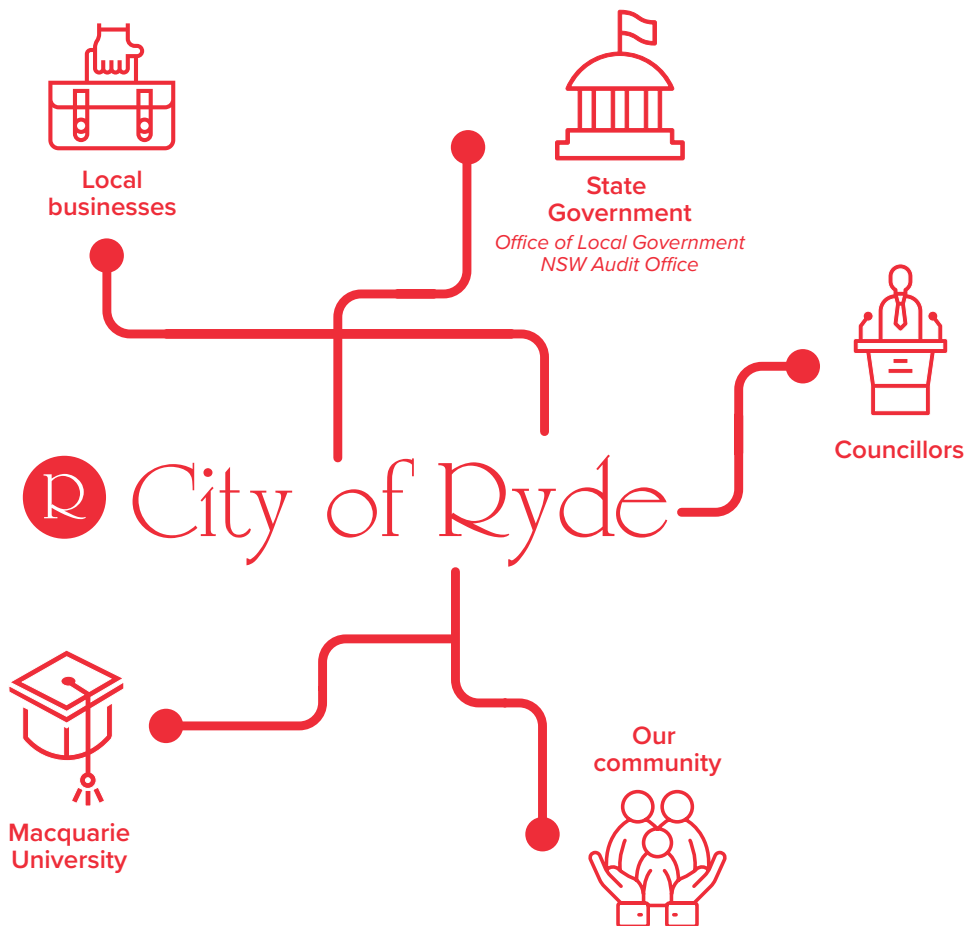 Local
businesses
State
Government
Office of Local Government
NSW Audit Office
Councillors
R City of Ryde
Macquarie
University
Our
community